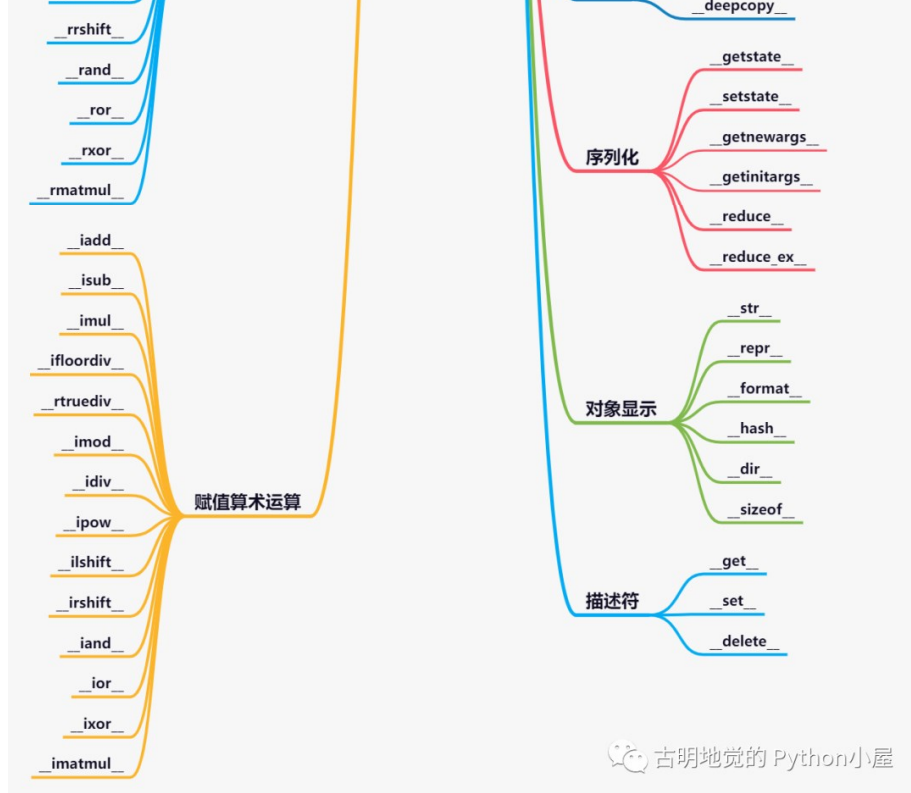 __rrshift__
__rand__
__ror__
__rxor__
__rmatmul__
赋值算术运算
__iadd__
__isub__
__imul__
__ifloordiv__
__rtruediv__
__imod__
__idiv__
__ipow__
__ilshift__
__irshift__
__iand__
__ior__
__ixor__
__imatmul__
__deepcopy__
序列化
__getstate__
__setstate__
__getnewargs__
__getinitargs__
__reduce__
__reduce_ex__
对象显示
__str__
__repr__
__format__
__hash__
__dir__
__sizeof__
描述符
__get__
__set__
__delete__
古明地觉的 Python小屋